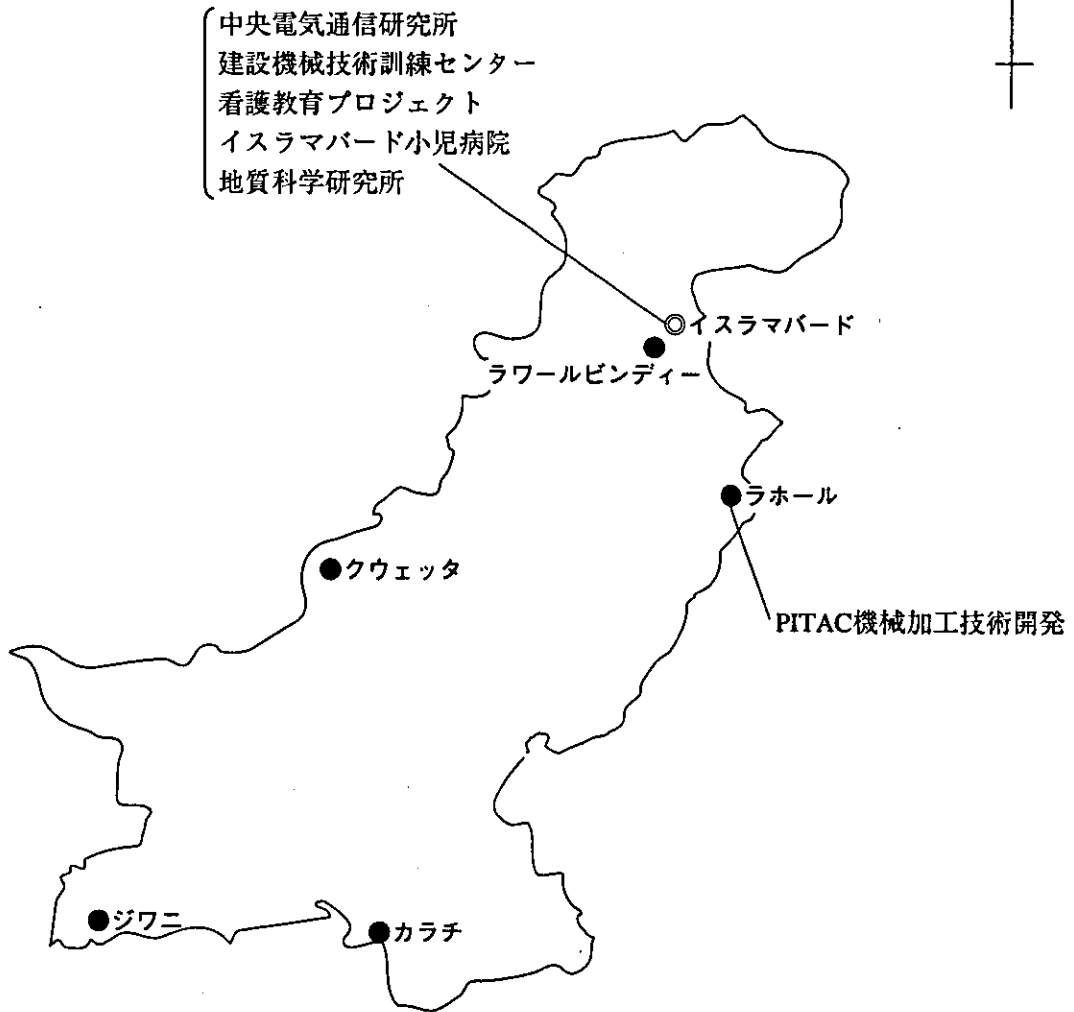 中央電気通信研究所
建設機械技術訓練センター
看護教育プロジェクト
イスラマバード小児病院
地質科学研究所
イスラマバード
ラワールピンディー
ラホール
クウェッタ
PITAC機械加工技術開発
ジワニ
カラチ